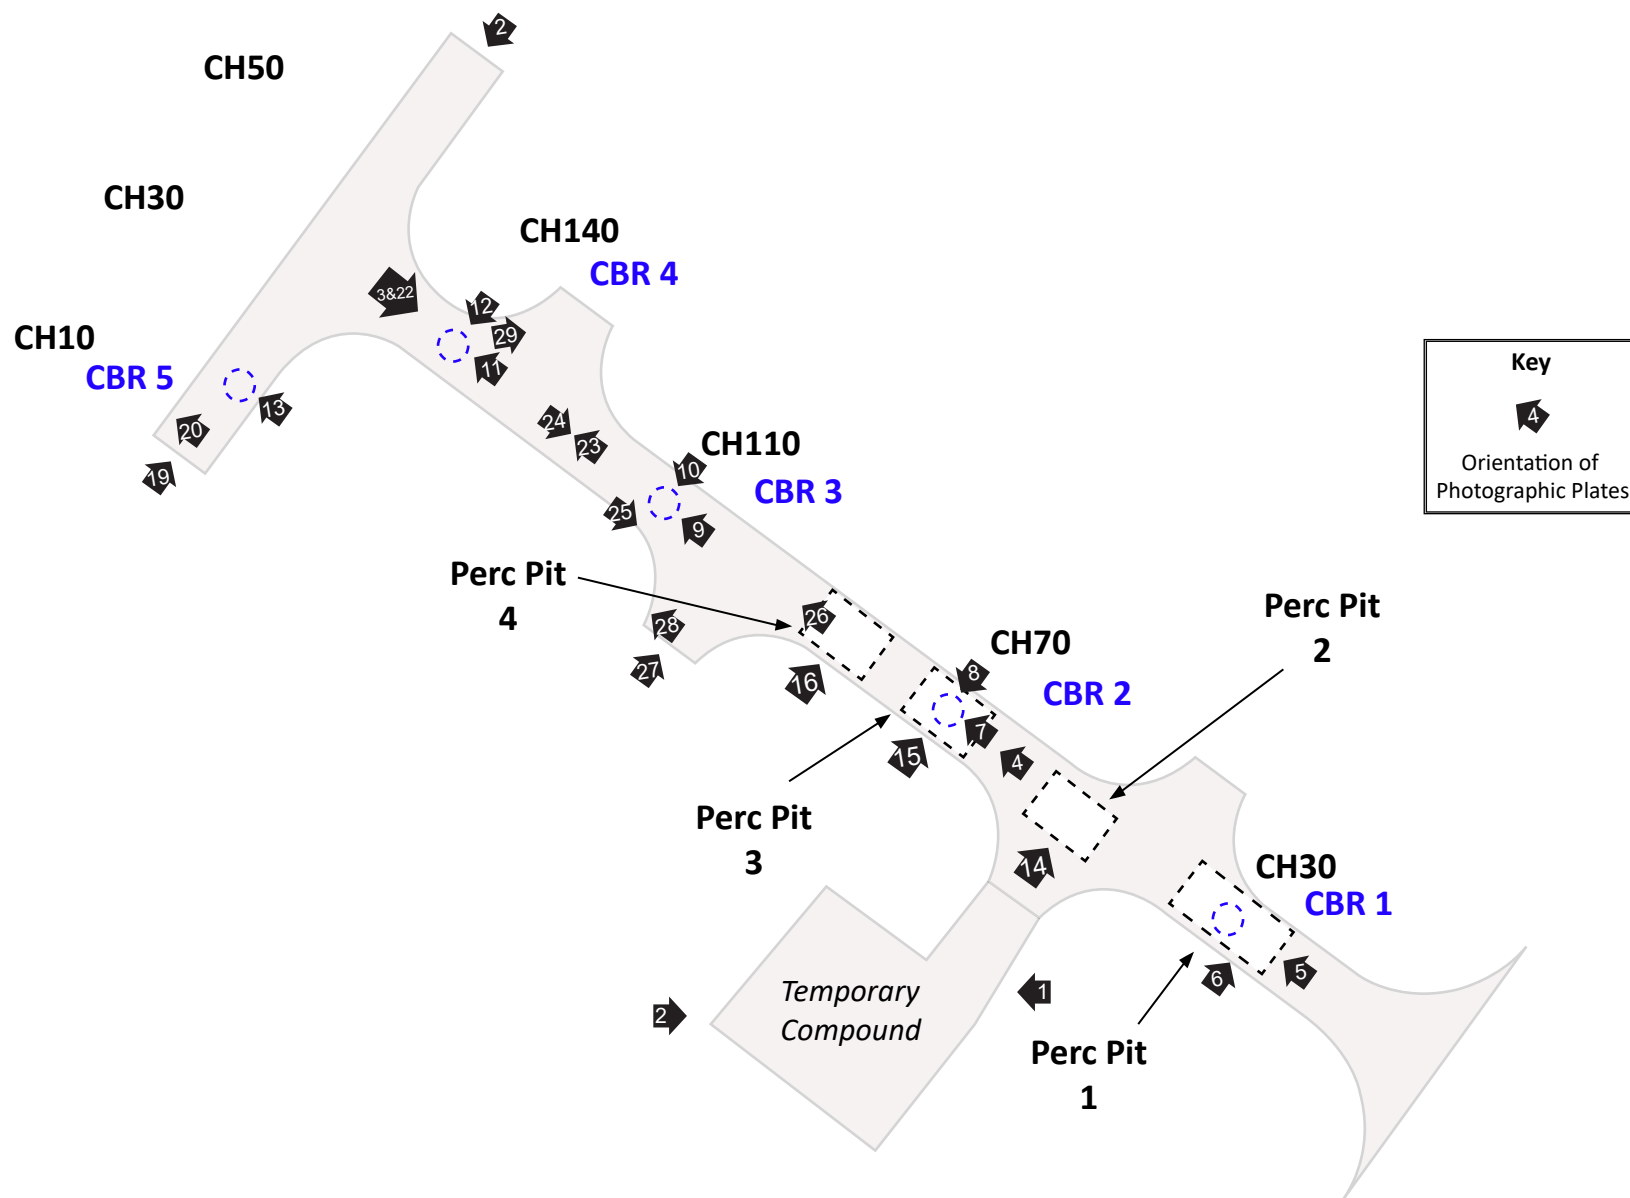 2
CH50
CH30
CH140
CBR 4
3&22
12
29
11
CH10
CBR 5
13
20
19
24
23
CH110
10
CBR 3
25
9
Key
4
Orientation of
Photographic Plates
Perc Pit
4
26
28
27
16
CH70
8
CBR 2
7
4
15
Perc Pit
2
Perc Pit
3
14
CH30
CBR 1
6
5
Temporary
Compound
2
1
Perc Pit
1